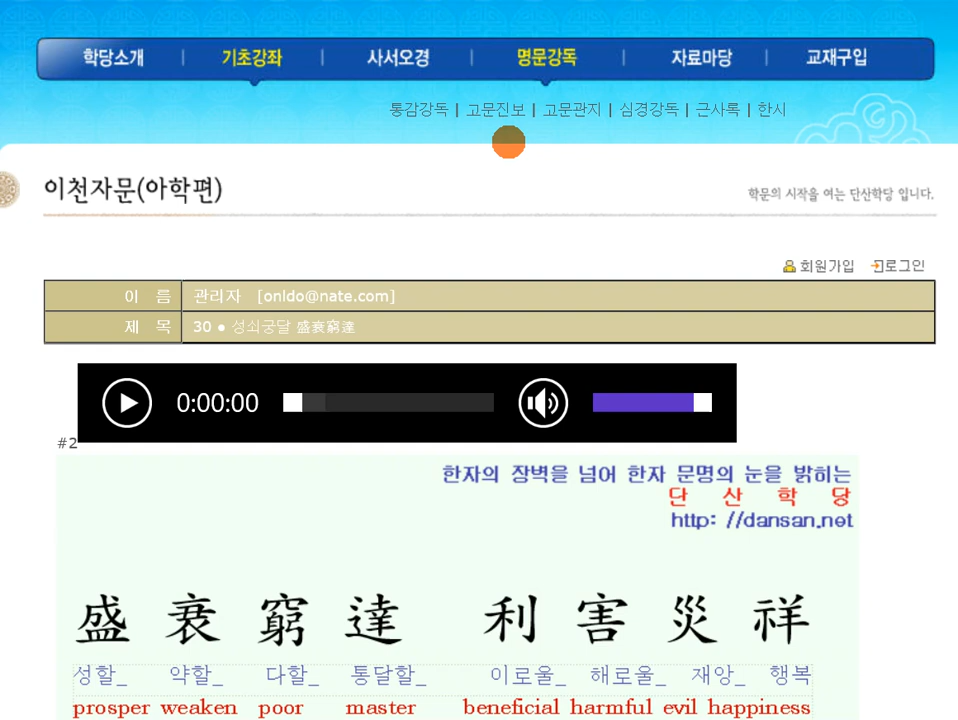 학당소개 | 기초강좌 | 사서오경 | 명문강독 | 자료마당 | 교재구입
통감강독 | 고문진보 | 고문관지 | 심경강독 | 근사록 | 한시
이천자문(아학편)
학문의 시작을 여는 단산학당 입니다.
회원가입 로그인
이 름 관리자 [onldo@nate.com]
제 목 30 ● 성쇠궁달 盛衰窮達
0:00:00
#2
한자의 장벽을 넘어 한자 문명의 눈을 밝히는
단 산 학 당
http: //dansan.net
盛 衰 窮 達 利 害 災 祥
성할_ 약할_ 다할_ 통달할_ 이로울_ 해로울_ 재앙_ 행복
prosper weaken poor master beneficial harmful evil happiness